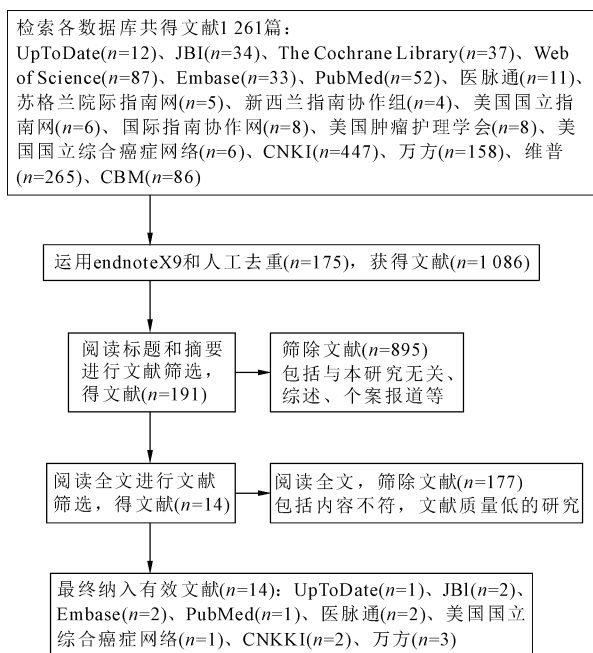 检索各数据库共得文献1 261篇：
UpToDate(n=12)、JBI(n=34)、The Cochrane Library(n=37)、Web
of Science(n=87)、Embase(n=33)、PubMed(n=52)、医脉通(n=11)、
苏格兰院际指南网(n=5)、新西兰指南协作组(n=4)、美国国立指
南网(n=6)、国际指南协作网(n=8)、美国肿瘤护理学会(n=8)、美
国国立综合癌症网络(n=6)、CNKI(n=447)、万方(n=158)、维普
(n=265)、CBM(n=86)
运用endnoteX9和人工去重(n=175)，获得文献(n=1 086)
阅读标题和摘要
进行文献筛选，
得文献(n=191)
筛除文献(n=895)
包括与本研究无关、
综述、个案报道等
阅读全文进行文献
筛选，得文献(n=14)
阅读全文，筛除文献(n=177)
包括内容不符，文献质量低的研究
最终纳入有效文献(n=14)：UpToDate(n=1)、JBl(n=2)、
Embase(n=2)、PubMed(n=1)、医脉通(n=2)、美国国立
综合癌症网络(n=1)、CNKKI(n=2)、万方(n=3)